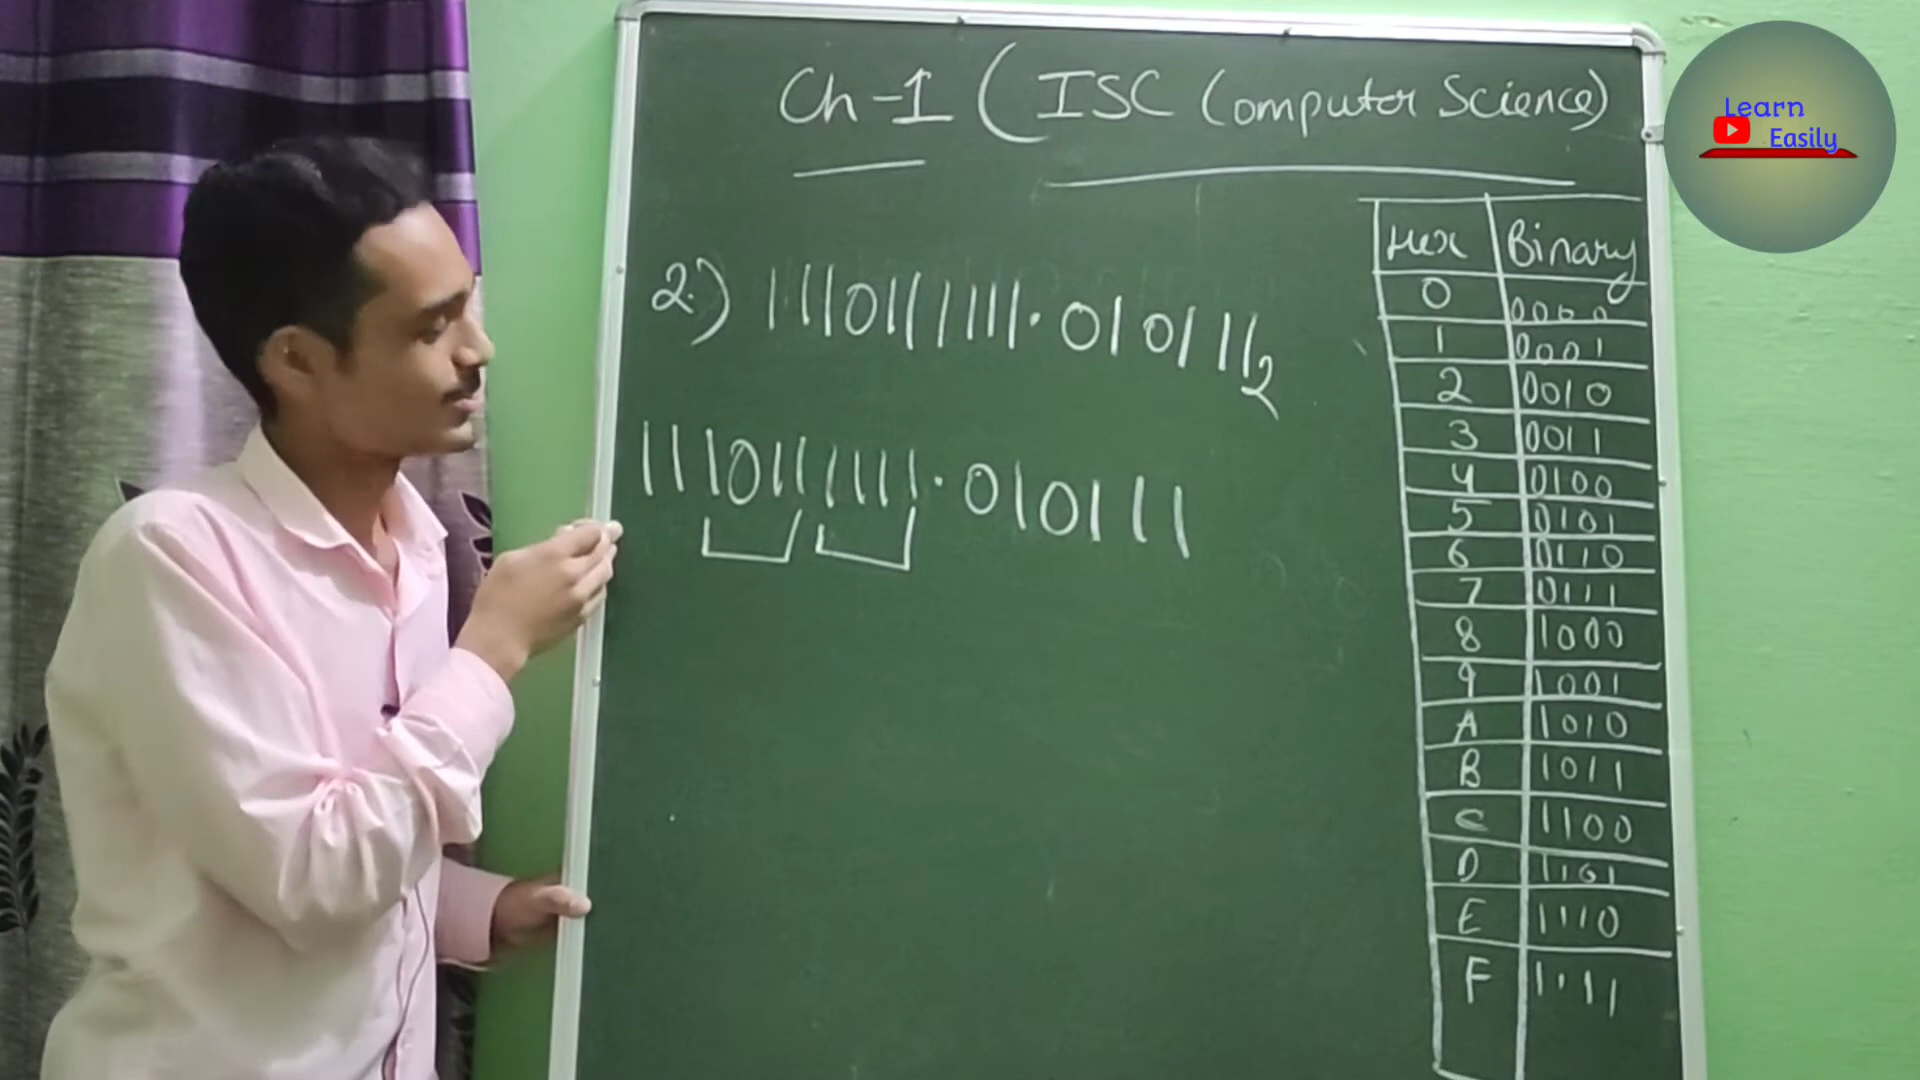 Ch-1 (ISC Computer Science)
2.) 1110111111.010111₂
1110111111.010111
Hex Binary
0 0000
1 0001
2 0010
3 0011
4 0100
5 0101
6 0110
7 0111
8 1000
9 1001
A 1010
B 1011
C 1100
D 1101
E 1110
F 1111
Learn
Easily